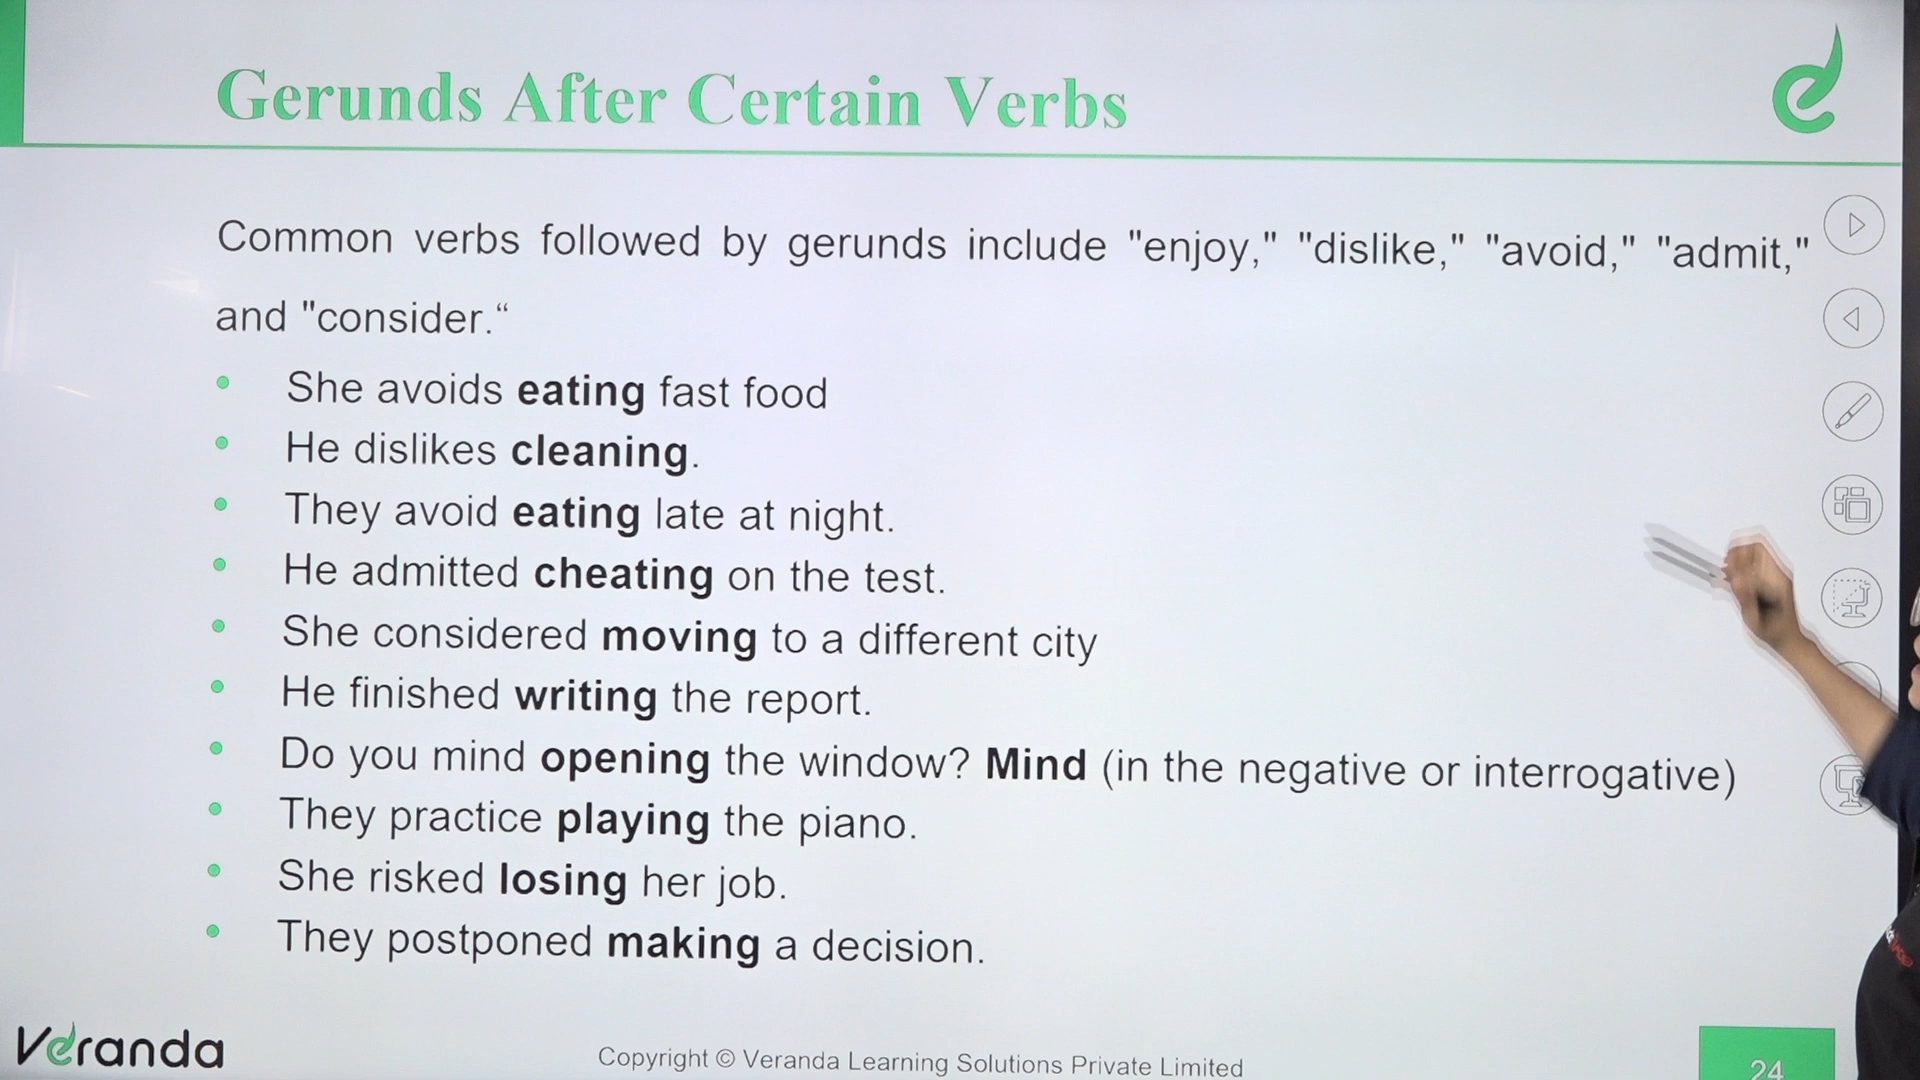 Gerunds After Certain Verbs
Common verbs followed by gerunds include "enjoy," "dislike," "avoid," "admit,"
and "consider.“
• She avoids eating fast food
• He dislikes cleaning.
• They avoid eating late at night.
• He admitted cheating on the test.
• She considered moving to a different city
• He finished writing the report.
• Do you mind opening the window? Mind (in the negative or interrogative)
• They practice playing the piano.
• She risked losing her job.
• They postponed making a decision.
Veranda
Copyright © Veranda Learning Solutions Private Limited
24